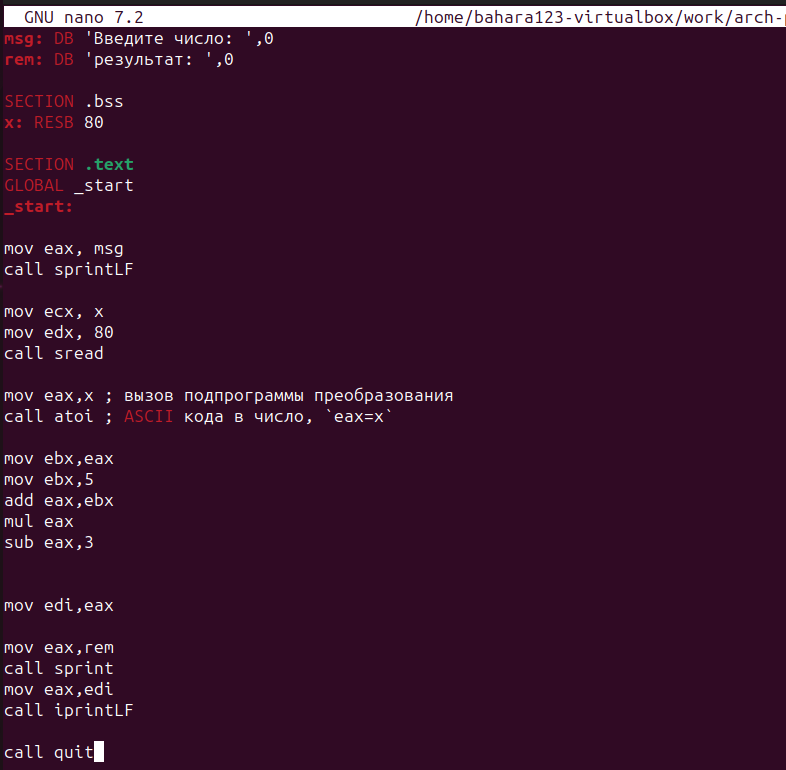 GNU nano 7.2 /home/bahara123-virtualbox/work/arch-
msg: DB 'Введите число: ',0
rem: DB 'результат: ',0
SECTION .bss
x: RESB 80
SECTION .text
GLOBAL _start
_start:
mov eax, msg
call sprintLF
mov ecx, x
mov edx, 80
call sread
mov eax,x ; вызов подпрограммы преобразования
call atoi ; ASCII кода в число, `eax=x`
mov ebx,eax
mov ebx,5
add eax,ebx
mul eax
sub eax,3
mov edi,eax
mov eax,rem
call sprint
mov eax,edi
call iprintLF
call quit